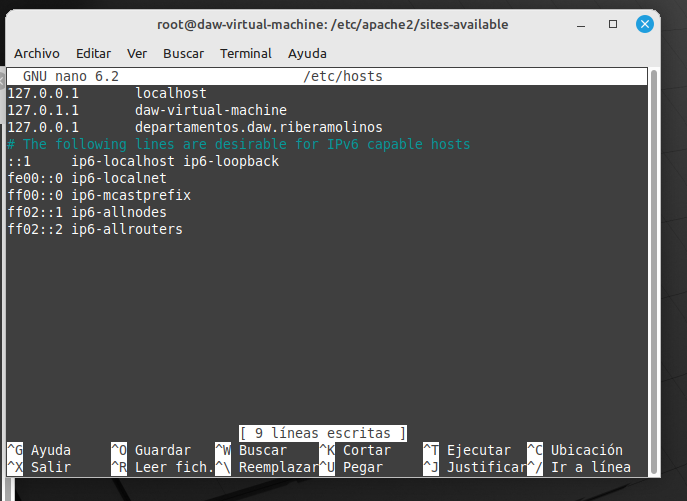 root@daw-virtual-machine: /etc/apache2/sites-available
Archivo Editar Ver Buscar Terminal Ayuda
GNU nano 6.2 /etc/hosts
127.0.0.1 localhost
127.0.1.1 daw-virtual-machine
127.0.0.1 departamentos.daw.riberamolinos
# The following lines are desirable for IPv6 capable hosts
::1 ip6-localhost ip6-loopback
fe00::0 ip6-localnet
ff00::0 ip6-mcastprefix
ff02::1 ip6-allnodes
ff02::2 ip6-allrouters
[ 9 líneas escritas ]
^G Ayuda ^O Guardar ^W Buscar ^K Cortar ^T Ejecutar ^C Ubicación
^X Salir ^R Leer fich. ^\ Reemplazar ^U Pegar ^J Justificar ^/ Ir a línea